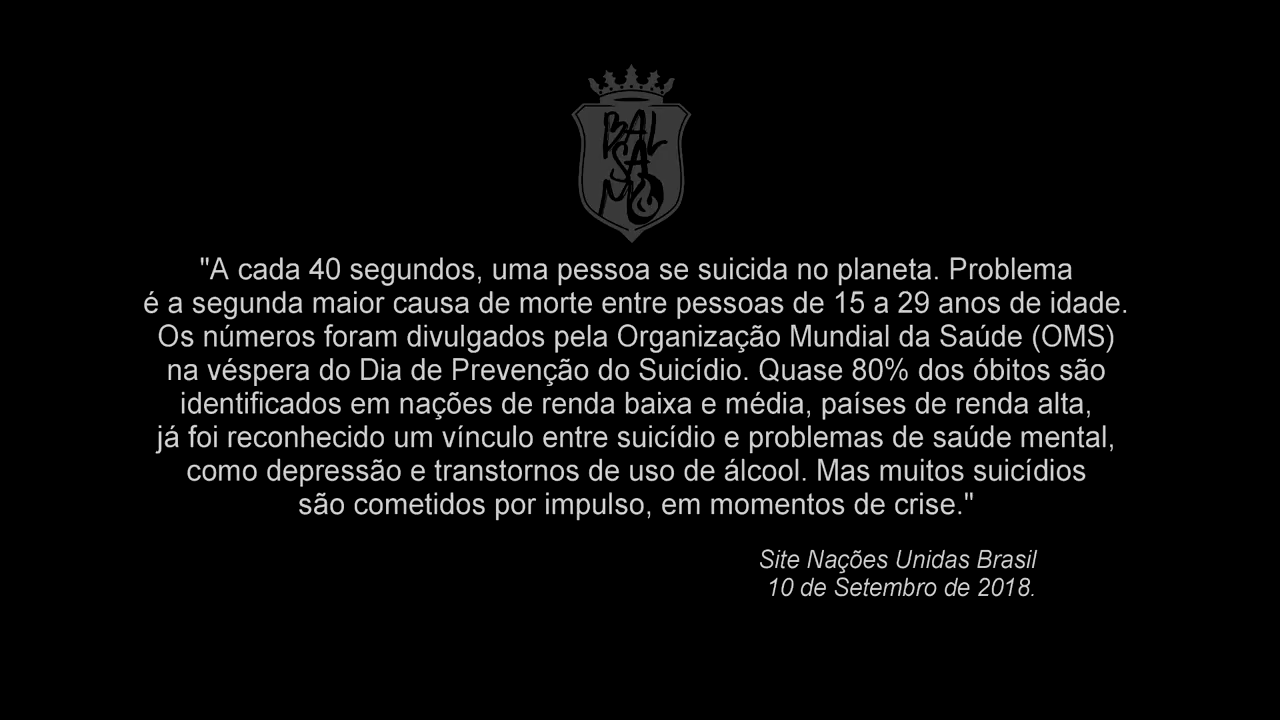 BAL
SA
MO
"A cada 40 segundos, uma pessoa se suicida no planeta. Problema
é a segunda maior causa de morte entre pessoas de 15 a 29 anos de idade.
Os números foram divulgados pela Organização Mundial da Saúde (OMS)
na véspera do Dia de Prevenção do Suicídio. Quase 80% dos óbitos são
identificados em nações de renda baixa e média, países de renda alta,
já foi reconhecido um vínculo entre suicídio e problemas de saúde mental,
como depressão e transtornos de uso de álcool. Mas muitos suicídios
são cometidos por impulso, em momentos de crise."
Site Nações Unidas Brasil
10 de Setembro de 2018.